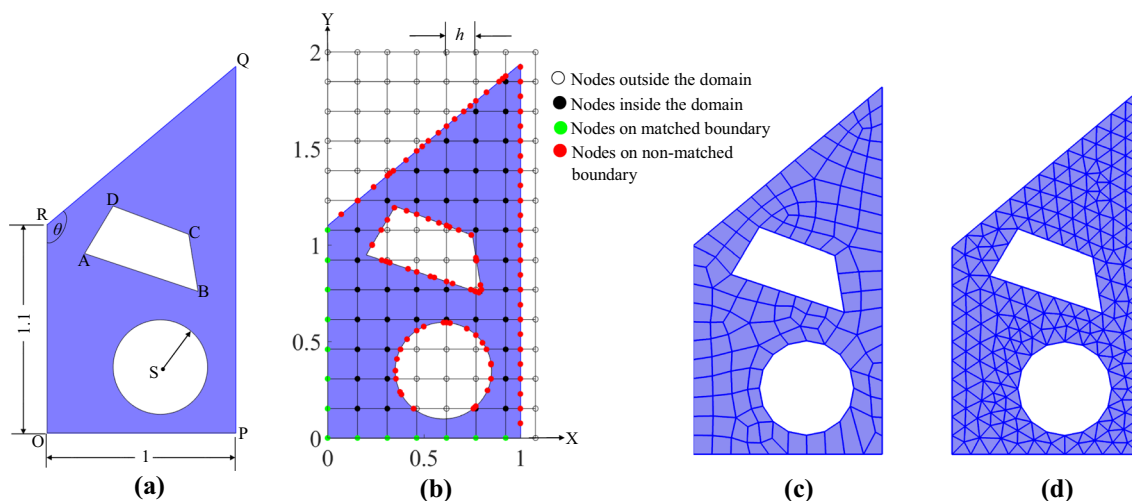 Q
R
θ
D
C
A
B
S
1.1
O
P
1
(a)
Y
h
2
1.5
1
0.5
0
X
0
0.5
1
Nodes outside the domain
Nodes inside the domain
Nodes on matched boundary
Nodes on non-matched
boundary
(b)
(c)
(d)